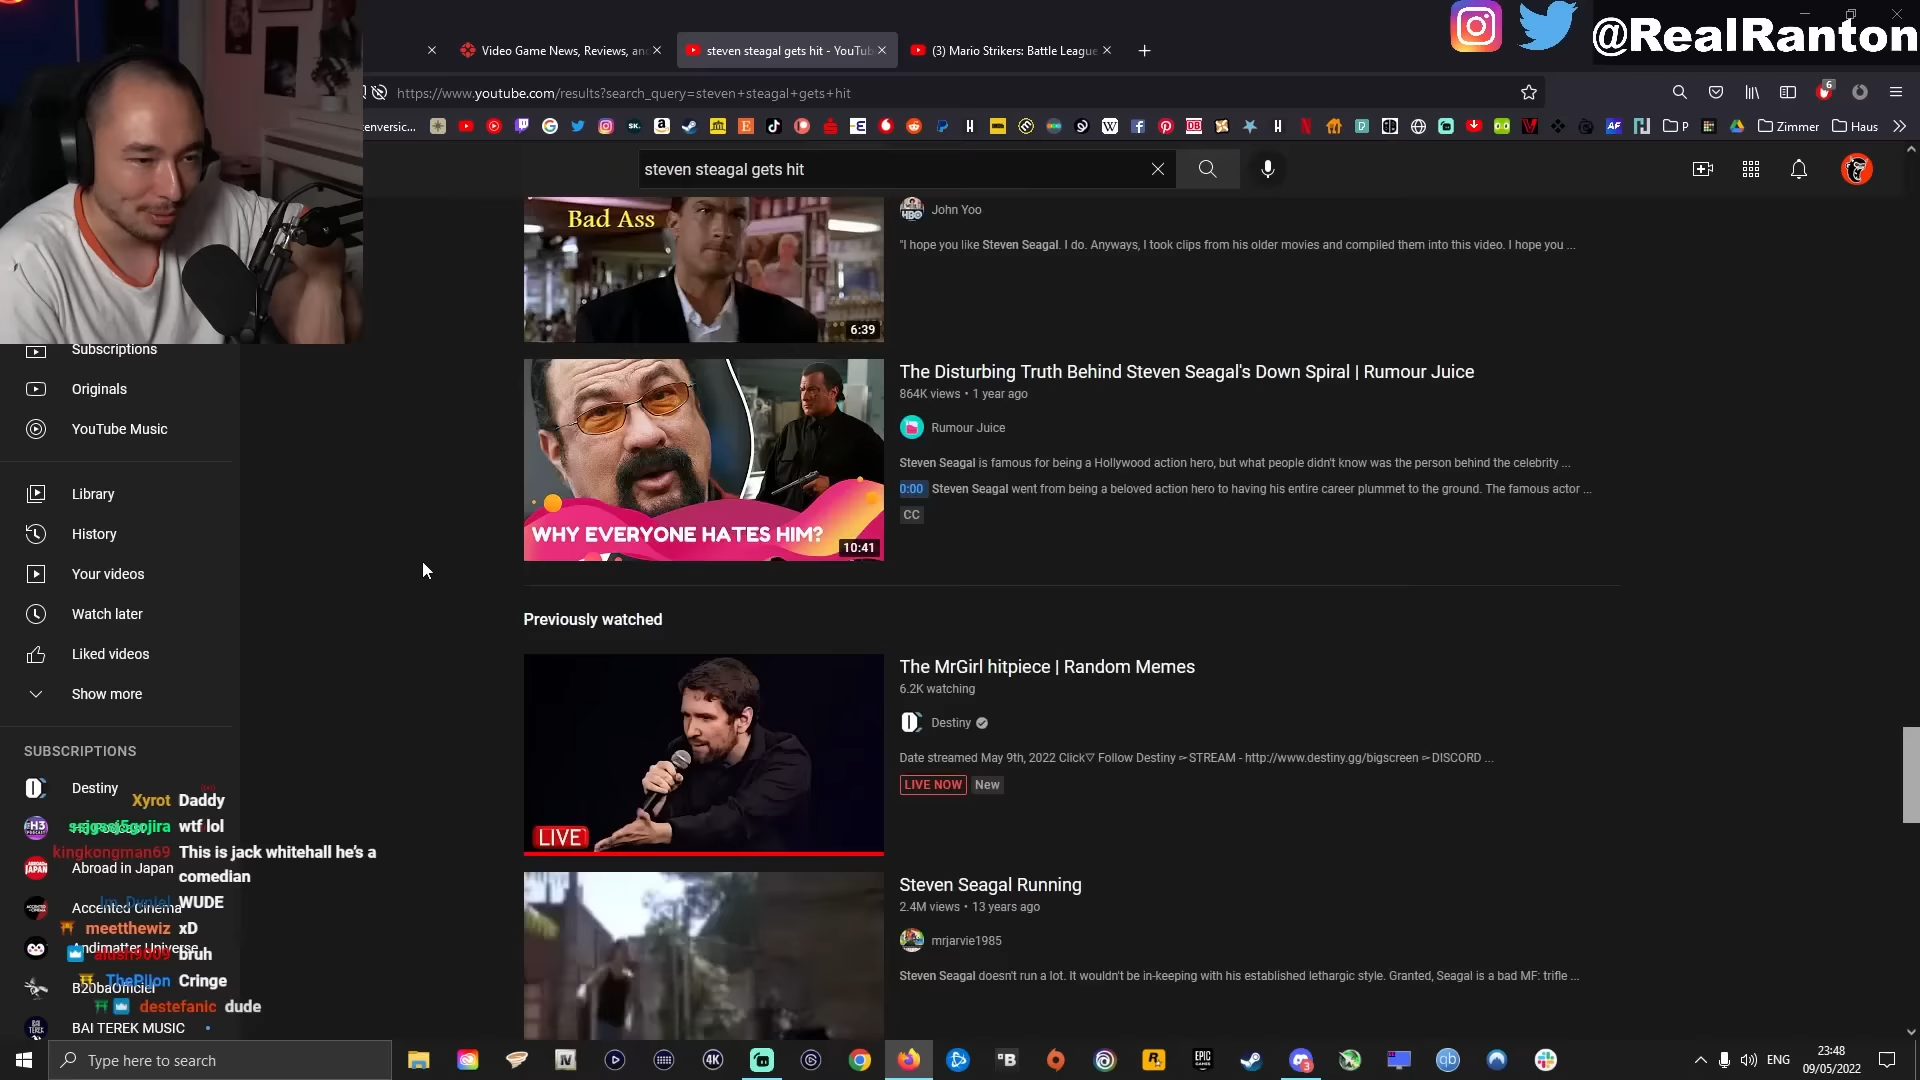 @RealRanton
Video Game News, Reviews, an
steven steagal gets hit - YouTub
(3) Mario Strikers: Battle League
https://www.youtube.com/results?search_query=steven+steagal+gets+hit
6
enversic...
P
Zimmer
Haus
steven steagal gets hit
Bad Ass
6:39
John Yoo
"I hope you like Steven Seagal. I do. Anyways, I took clips from his older movies and compiled them into this video. I hope you ...
Subscriptions
Originals
YouTube Music
Library
History
Your videos
Watch later
Liked videos
Show more
SUBSCRIPTIONS
Destiny
Abroad in Japan
Accented Cinema
Andimatter Universe
B2obaOfficiel
BAI TEREK MUSIC
Xyrot Daddy
wtf lol
kingkongman69 This is jack whitehall he's a
comedian
WUDE
meetthewiz xD
bruh
ThePilon Cringe
destefanic dude
WHY EVERYONE HATES HIM?
10:41
The Disturbing Truth Behind Steven Seagal's Down Spiral | Rumour Juice
864K views • 1 year ago
Rumour Juice
Steven Seagal is famous for being a Hollywood action hero, but what people didn't know was the person behind the celebrity ...
0:00 Steven Seagal went from being a beloved action hero to having his entire career plummet to the ground. The famous actor ...
CC
Previously watched
LIVE
The MrGirl hitpiece | Random Memes
6.2K watching
Destiny
Date streamed May 9th, 2022 Click▽ Follow Destiny ►STREAM - http://www.destiny.gg/bigscreen ►DISCORD ...
LIVE NOW New
Steven Seagal Running
2.4M views • 13 years ago
mrjarvie1985
Steven Seagal doesn't run a lot. It wouldn't be in-keeping with his established lethargic style. Granted, Seagal is a bad MF: trifle ...
Type here to search
4K
EPIC GAMES
qb
ENG
23:48
09/05/2022